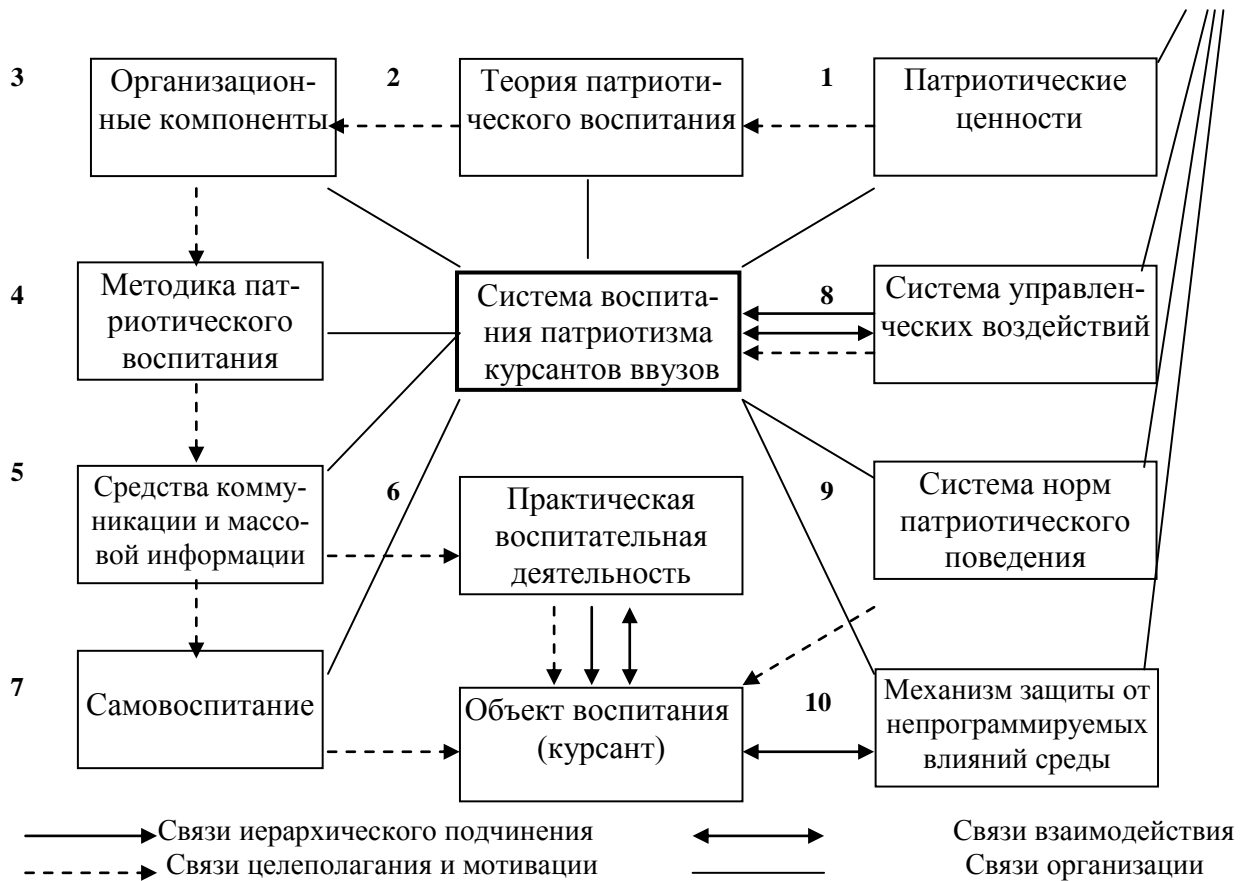 3
Организацион-
ные компоненты
2
Теория патриоти-
ческого воспитания
1
Патриотические
ценности
4
Методика пат-
риотического
воспитания
Система воспита-
ния патриотизма
курсантов ввузов
8
Система управлен-
ческих воздействий
5
Средства комму-
никации и массо-
вой информации
6
Практическая
воспитательная
деятельность
9
Система норм
патриотического
поведения
7
Самовоспитание
Объект воспитания
(курсант)
10
Механизм защиты от
непрограммируемых
влияний среды
Связи иерархического подчинения
Связи взаимодействия
Связи целеполагания и мотивации
Связи организации